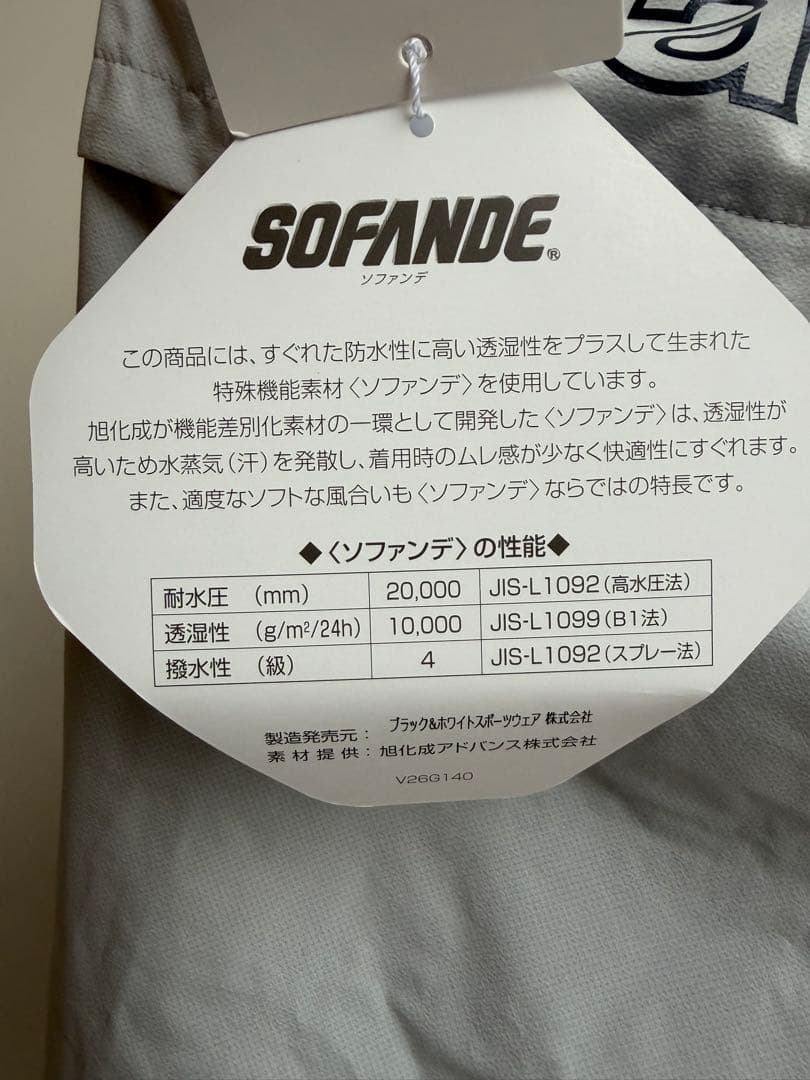 SOFANDE®
ソファンデ
この商品には、すぐれた防水性に高い透湿性をプラスして生まれた
特殊機能素材〈ソファンデ〉を使用しています。
旭化成が機能差別化素材の一環として開発した〈ソファンデ〉は、透湿性が
高いため水蒸気(汗)を発散し、着用時のムレ感が少なく快適性にすぐれます。
また、適度なソフトな風合いも〈ソファンデ〉ならではの特長です。
◆〈ソファンデ〉の性能◆
耐水圧 (mm) 20,000 JIS-L1092(高水圧法)
透湿性 (g/m²/24h) 10,000 JIS-L1099(B1法)
撥水性 (級) 4 JIS-L1092(スプレー法)
製造発売元： ブラック&ホワイトスポーツウェア 株式会社
素材提供： 旭化成アドバンス株式会社
V26G140